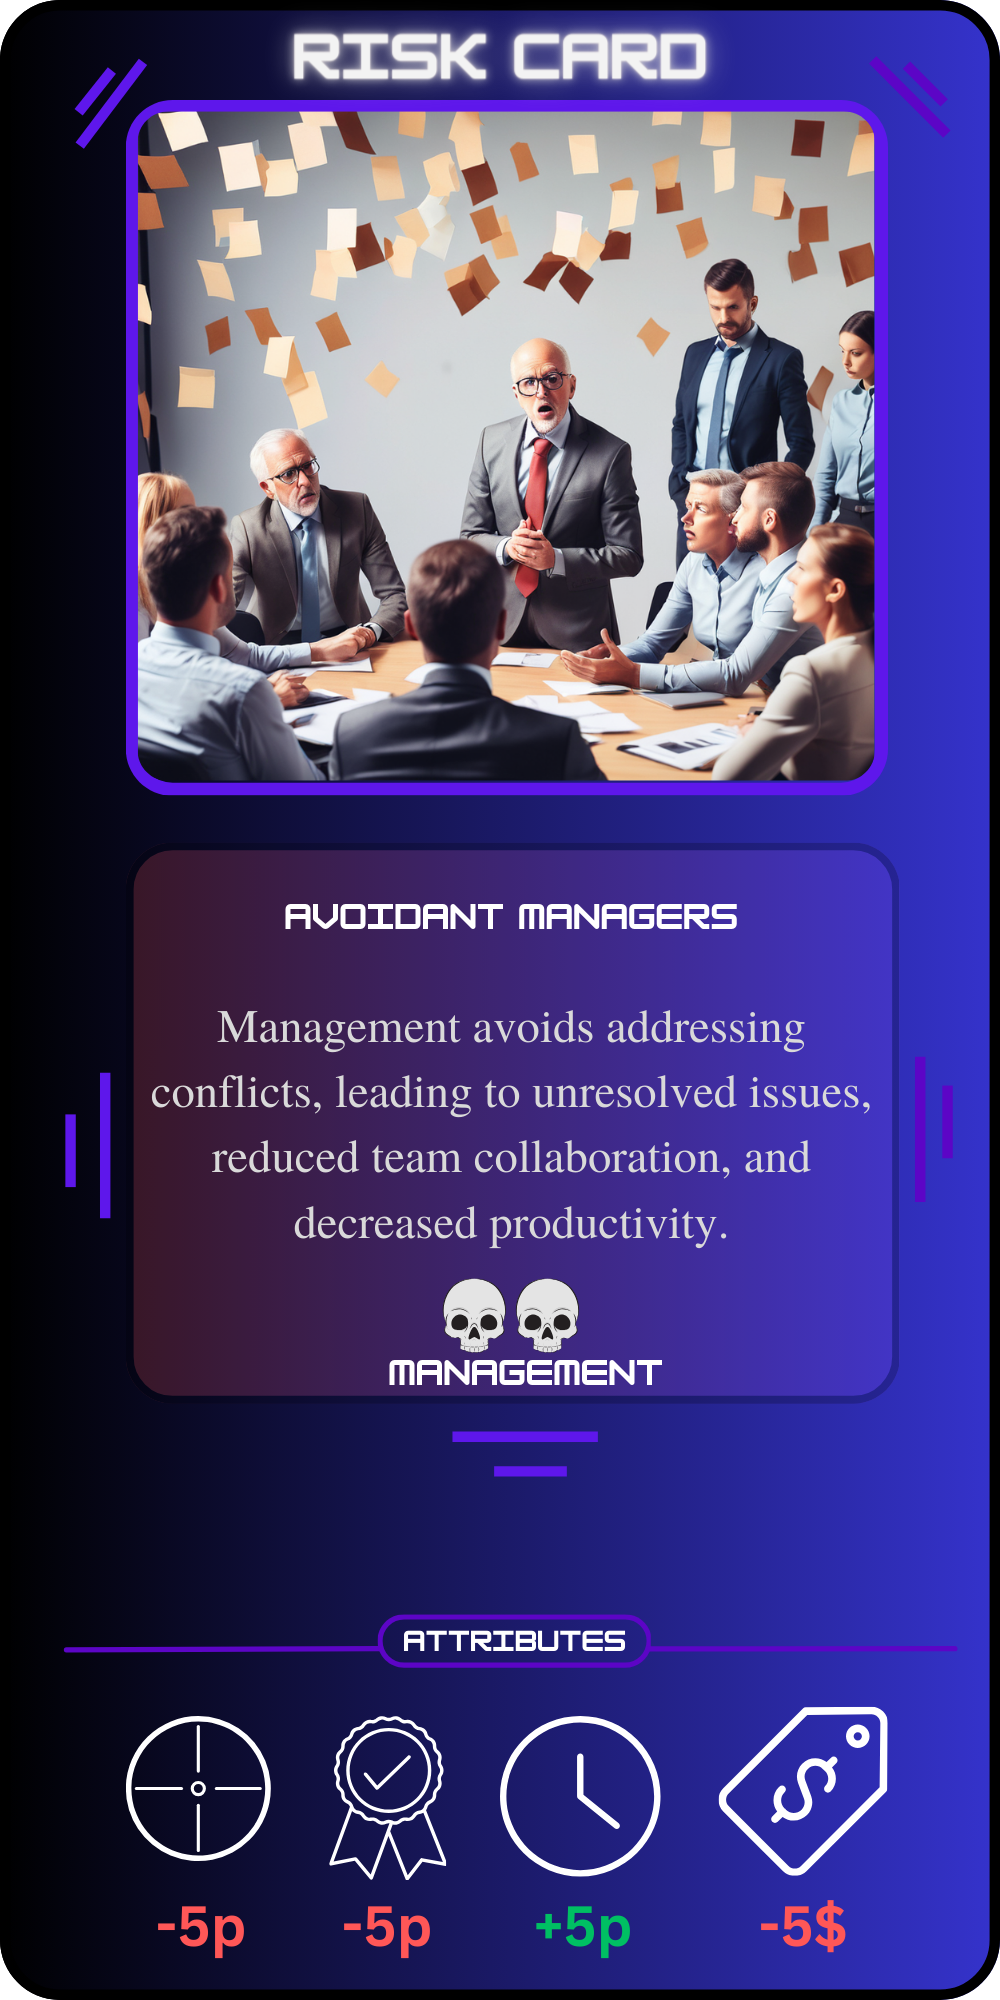 RISK CARD
AVOIDANT MANAGERS
Management avoids addressing
conflicts, leading to unresolved issues,
reduced team collaboration, and
decreased productivity.
MANAGEMENT
ATTRIBUTES
$
-5p -5p +5p -5$